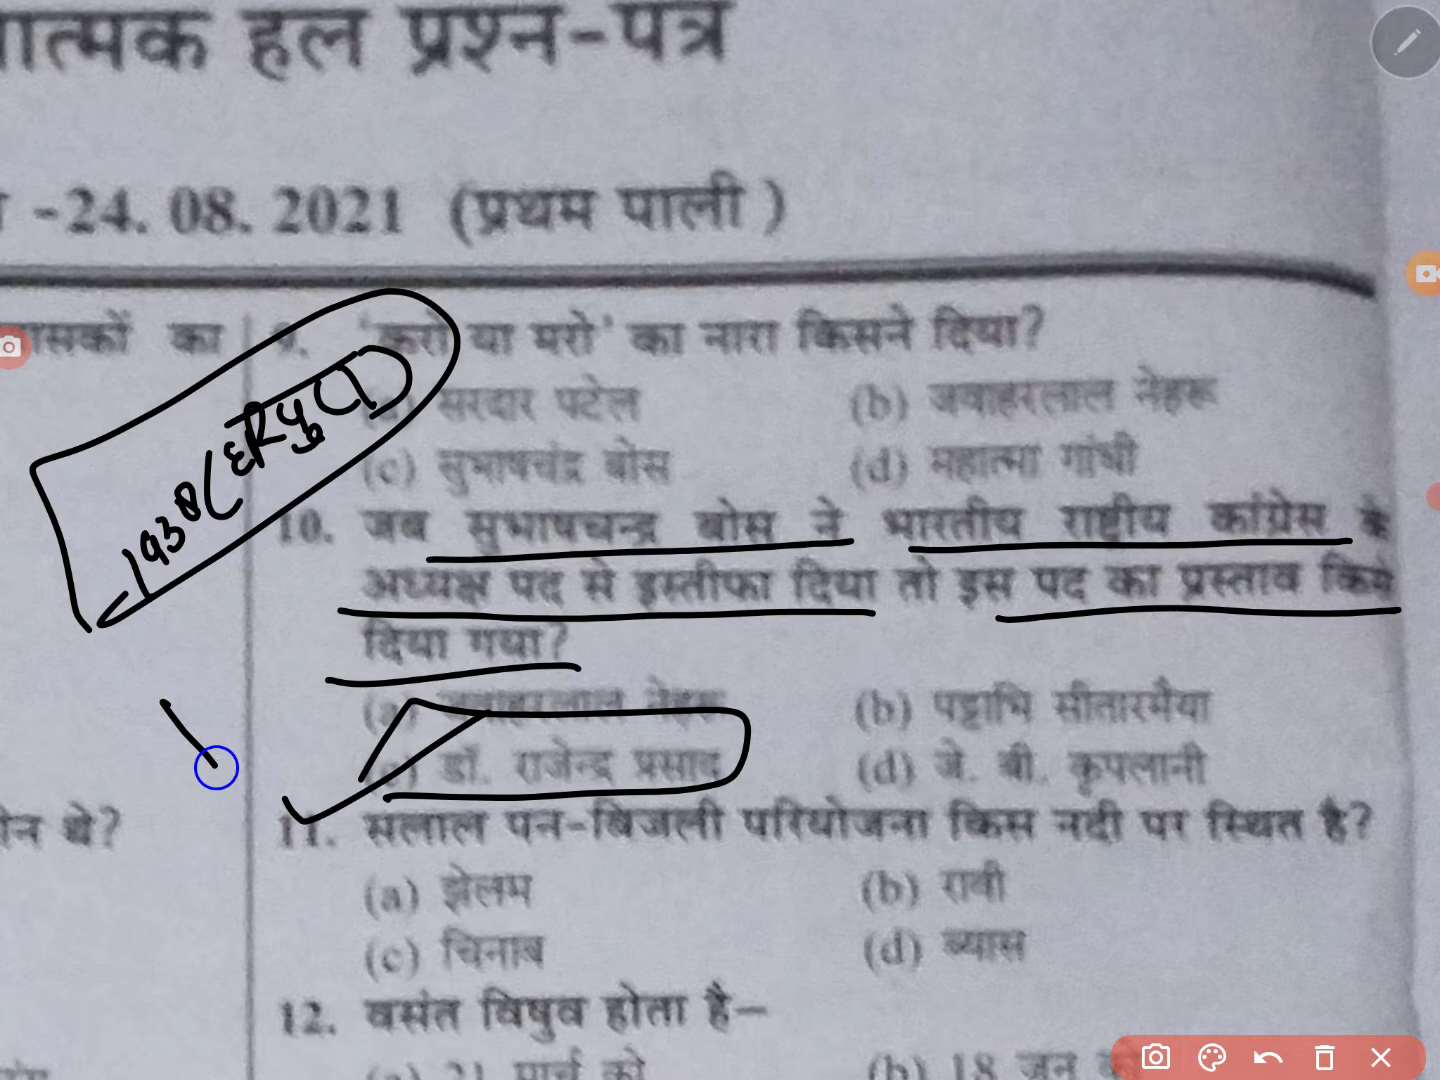 ात्मक हल प्रश्न-पत्र
-24. 08. 2021 (प्रथम पाली)
ासकों का
ीन थे?
9. 'करो या मरो' का नारा किसने दिया?
सरदार पटेल (b) जवाहरलाल नेहरू
(c) सुभाषचंद्र बोस (d) महात्मा गांधी
1938
10. जब सुभाषचन्द्र बोस ने भारतीय राष्ट्रीय कांग्रेस के
अध्यक्ष पद से इस्तीफा दिया तो इस पद का प्रस्ताव किसे
दिया गया?
(a) जवाहरलाल नेहरू (b) पट्टाभि सीतारमैया
डॉ. राजेन्द्र प्रसाद (d) जे. बी. कृपलानी
11. सलाल पन-बिजली परियोजना किस नदी पर स्थित है?
(a) झेलम (b) रावी
(c) चिनाब (d) व्यास
12. वसंत विषुव होता है–
(a) 21 मार्च को (b) 18 जून